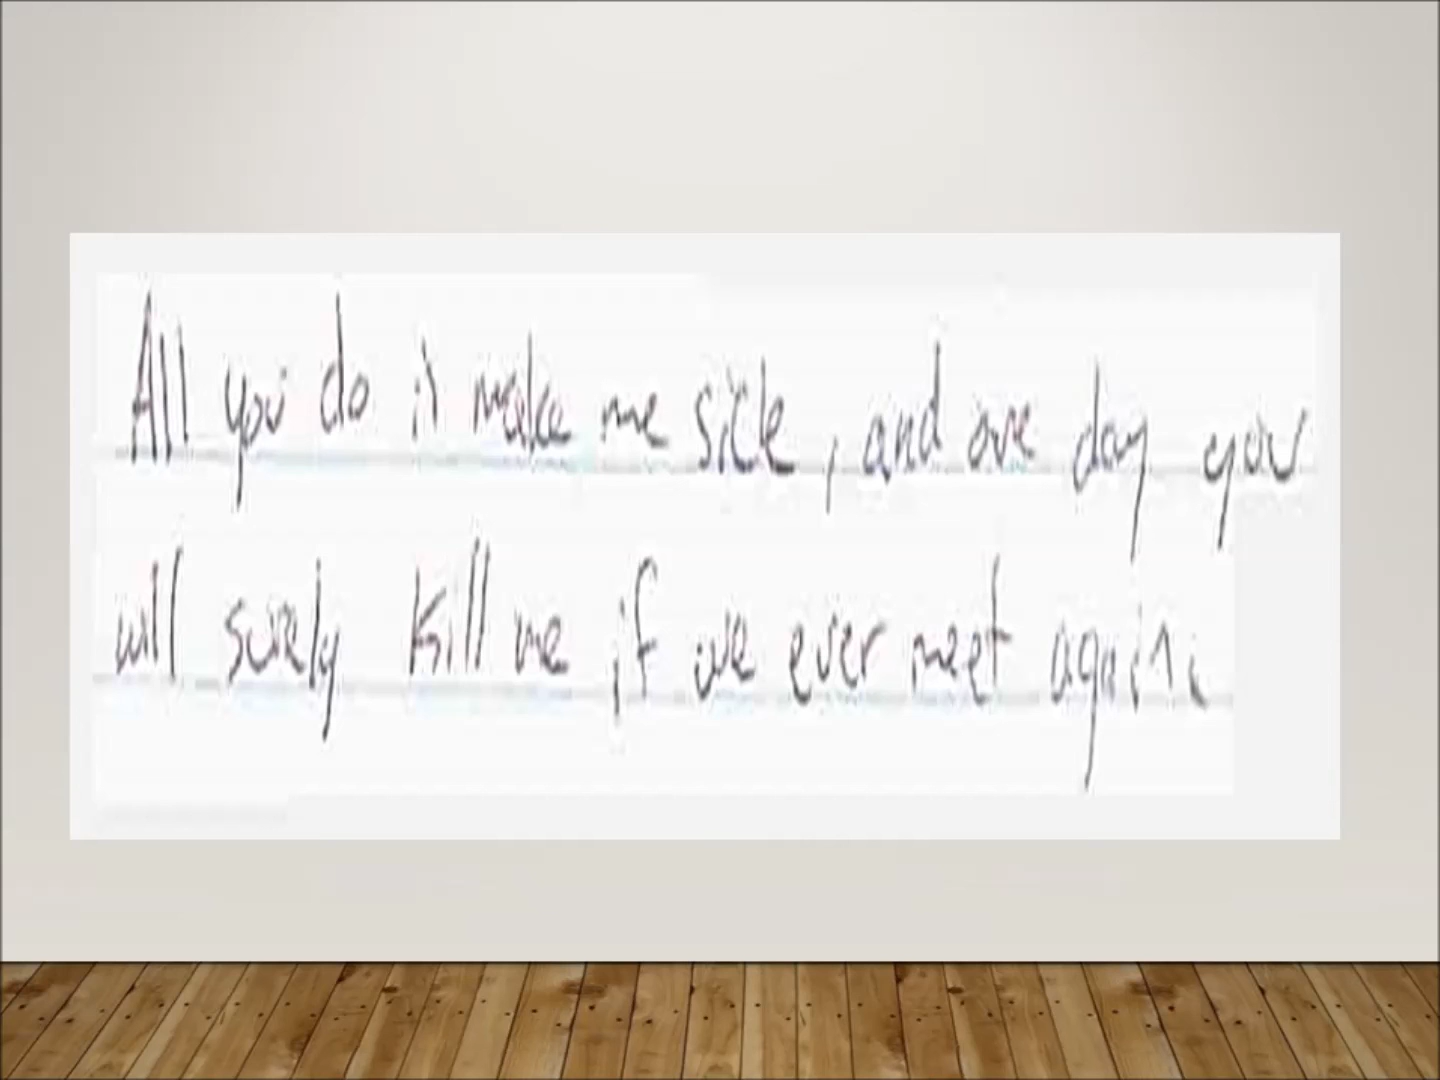 All you do is make me sick, and one day you
will surely kill me if we ever meet again.